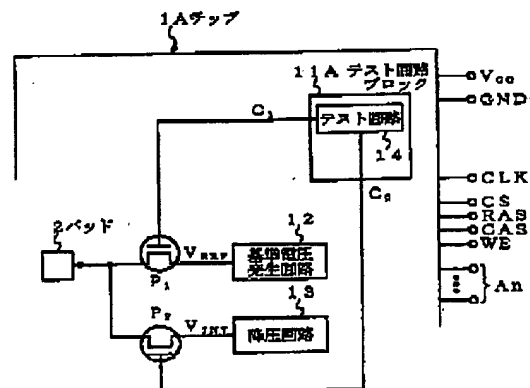 1Aチップ
11A テスト回路
ブロック
テスト回路
14
C₁
C₂
Vcc
GND
CLK
CS
RAS
CAS
WE
An
2パッド
12
VREF
基準電圧
発生回路
P₁
13
P₂
VINT
降圧回路